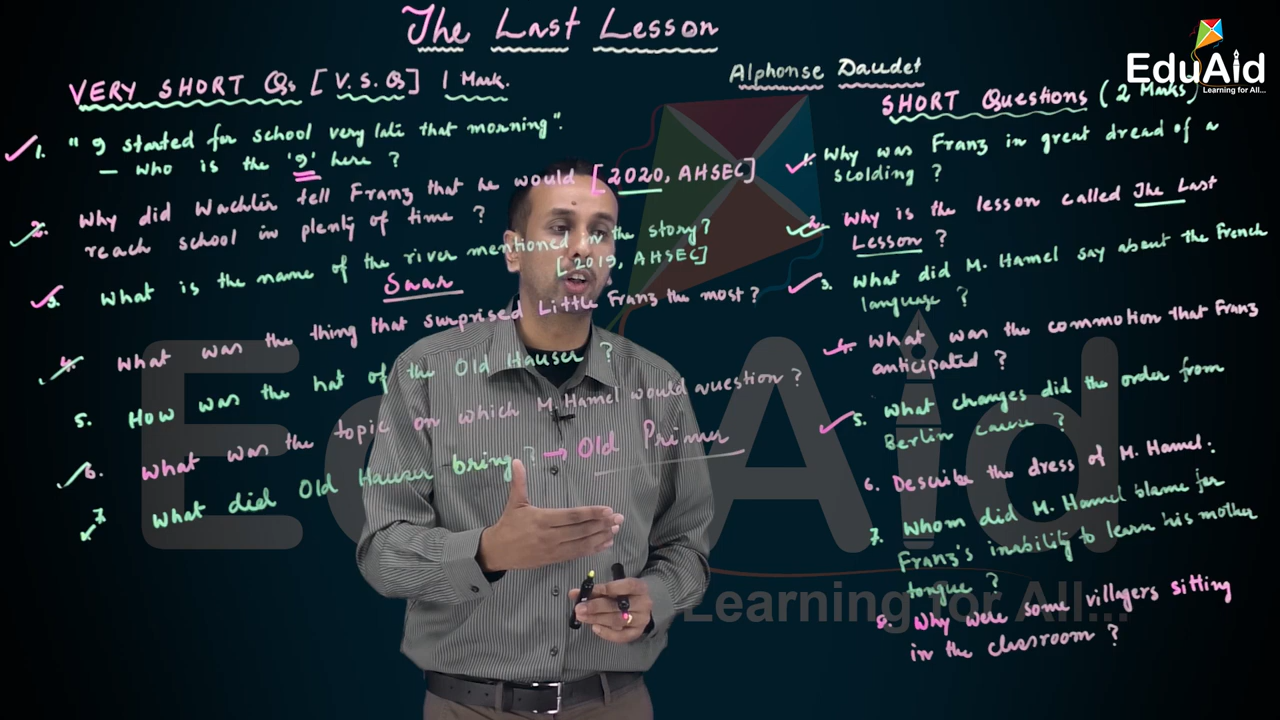 The Last Lesson
Alphonse Daudet
EduAid
Learning for All...
VERY SHORT Qs [V.S.Qs] 1 Mark.
1. "I started for school very late that morning".
— Who is the 'I' here ?
2. Why did Wachter tell Franz that he would [2020, AHSEC]
reach school in plenty of time ?
3. What is the name of the river mentioned in the story?
[2019, AHSEC]
Saar
4. What was the thing that surprised Little Franz the most ?
5. How was the hat of the Old Hauser ?
6. What was the topic on which M. Hamel would question ?
7. What did Old Hauser bring ? → Old Primer
SHORT Questions (2 Marks)
1. Why was Franz in great dread of a
scolding ?
2. Why is the lesson called The Last
Lesson ?
3. What did M. Hamel say about the French
language ?
4. What was the commotion that Franz
anticipated ?
5. What changes did the order from
Berlin cause ?
6. Describe the dress of M. Hamel.
7. Whom did M. Hamel blame for
Franz's inability to learn his mother
tongue ?
8. Why were some villagers sitting
in the classroom ?
EduAid
Learning for All...